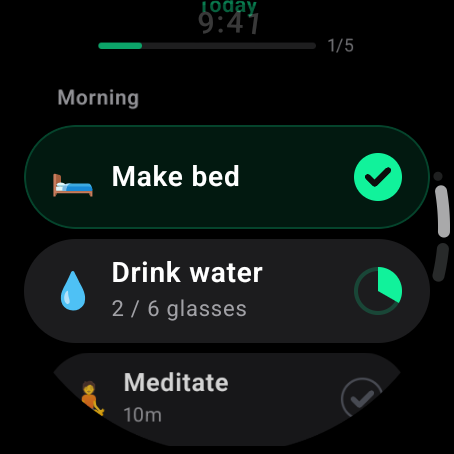 Today
9:41
1/5
Morning
Make bed
Drink water
2 / 6 glasses
Meditate
10m